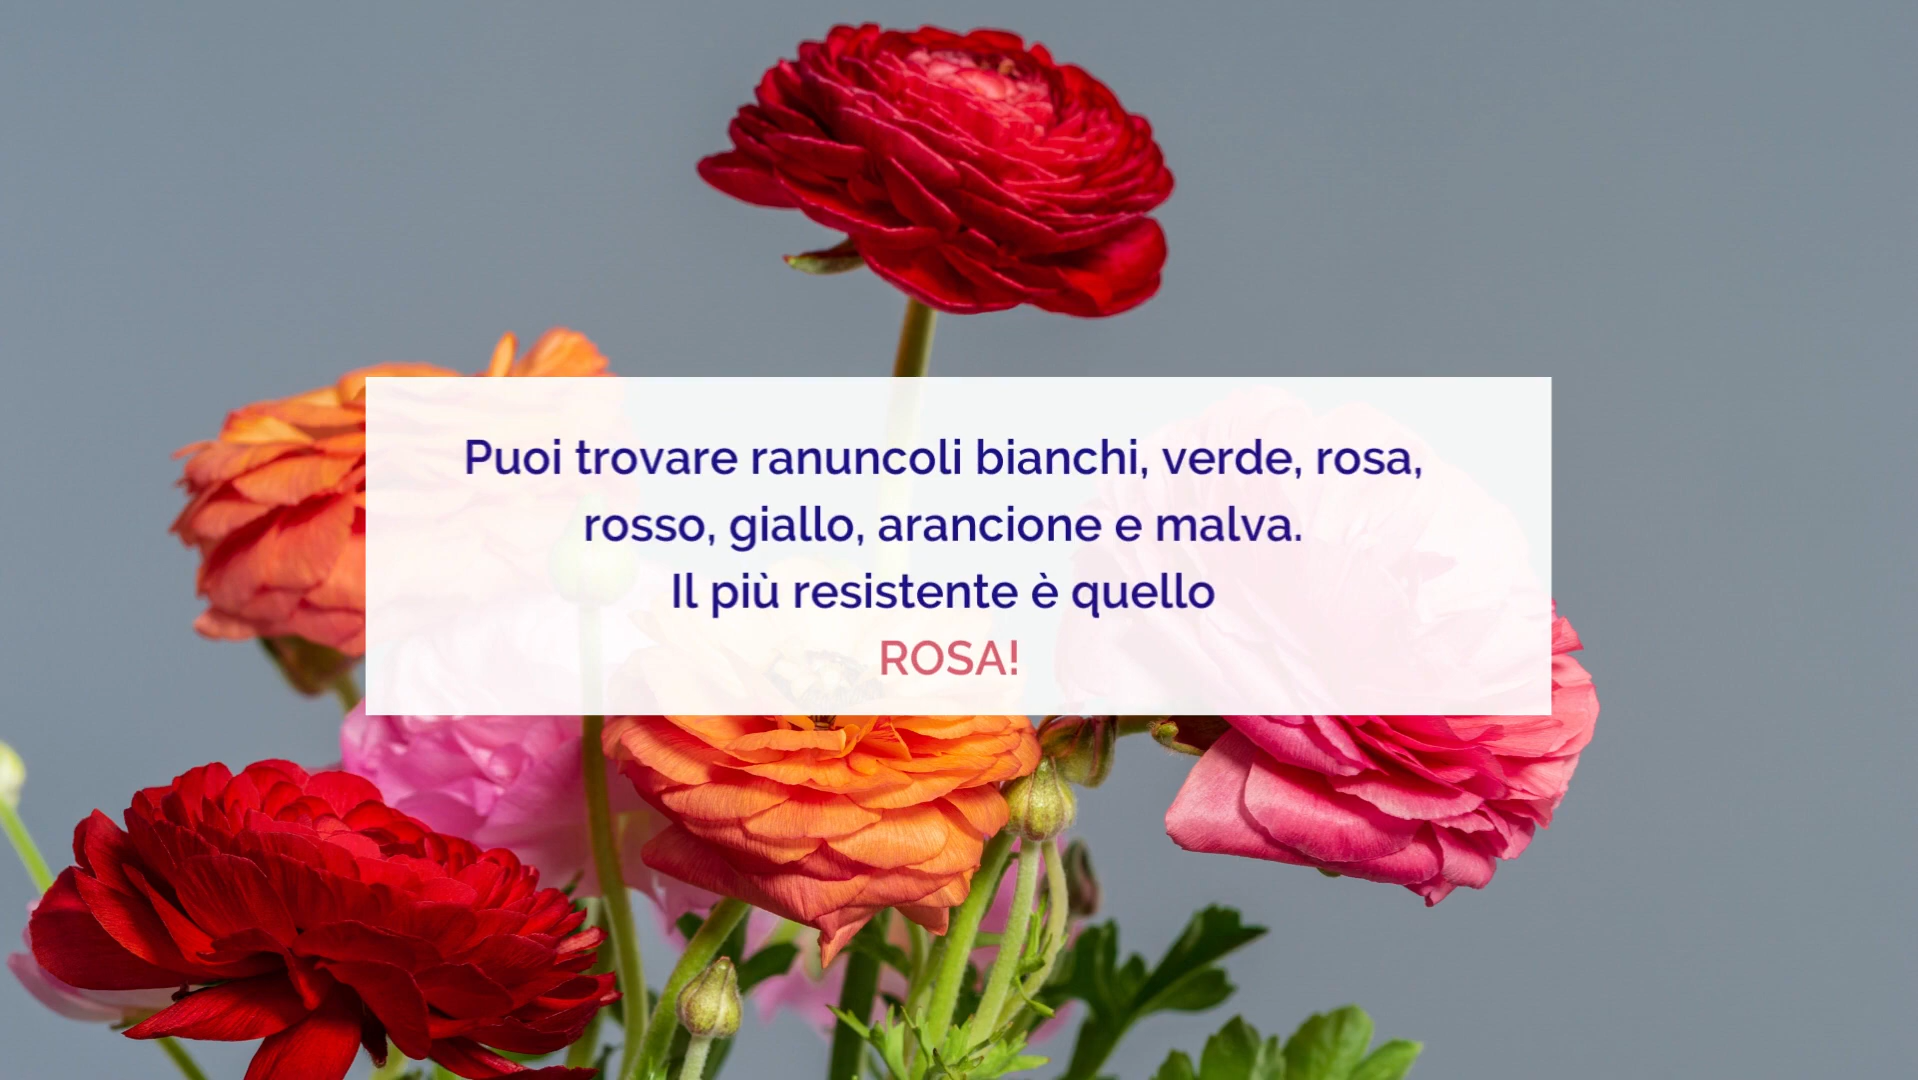 Puoi trovare ranuncoli bianchi, verde, rosa,
rosso, giallo, arancione e malva.
Il più resistente è quello
ROSA!